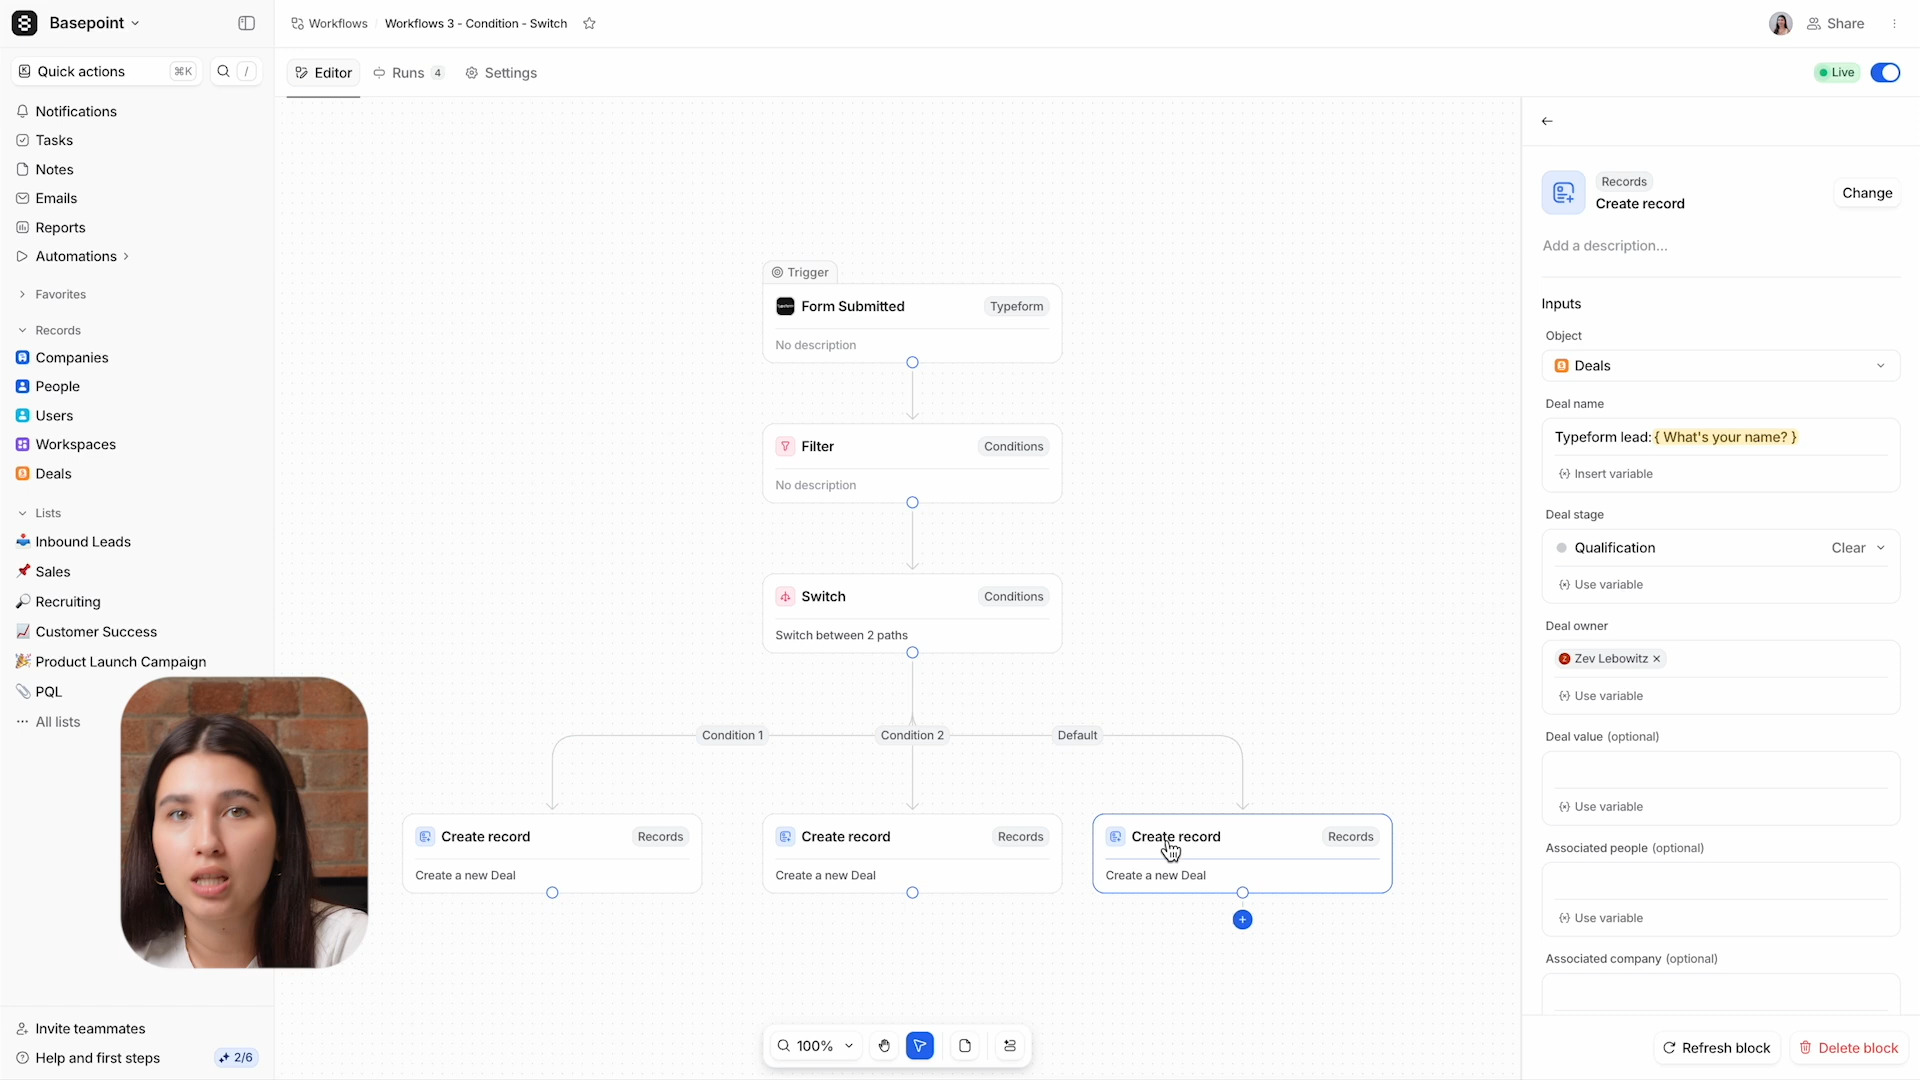 Basepoint
Workflows / Workflows 3 - Condition - Switch
Share
Quick actions
⌘K
/
Editor
Runs 4
Settings
Live
Notifications
Tasks
Notes
Emails
Reports
Automations
Favorites
Records
Companies
People
Users
Workspaces
Deals
Lists
Inbound Leads
Sales
Recruiting
Customer Success
Product Launch Campaign
PQL
All lists
Invite teammates
Help and first steps
2/6
Trigger
Form Submitted
Typeform
No description
Filter
Conditions
No description
Switch
Conditions
Switch between 2 paths
Condition 1
Condition 2
Default
Create record
Records
Create a new Deal
Create record
Records
Create a new Deal
Create record
Records
Create a new Deal
100%
Records
Create record
Change
Add a description...
Inputs
Object
Deals
Deal name
Typeform lead: { What's your name? }
Insert variable
Deal stage
Qualification
Clear
Use variable
Deal owner
Z Zev Lebowitz
Use variable
Deal value (optional)
Use variable
Associated people (optional)
Use variable
Associated company (optional)
Refresh block
Delete block